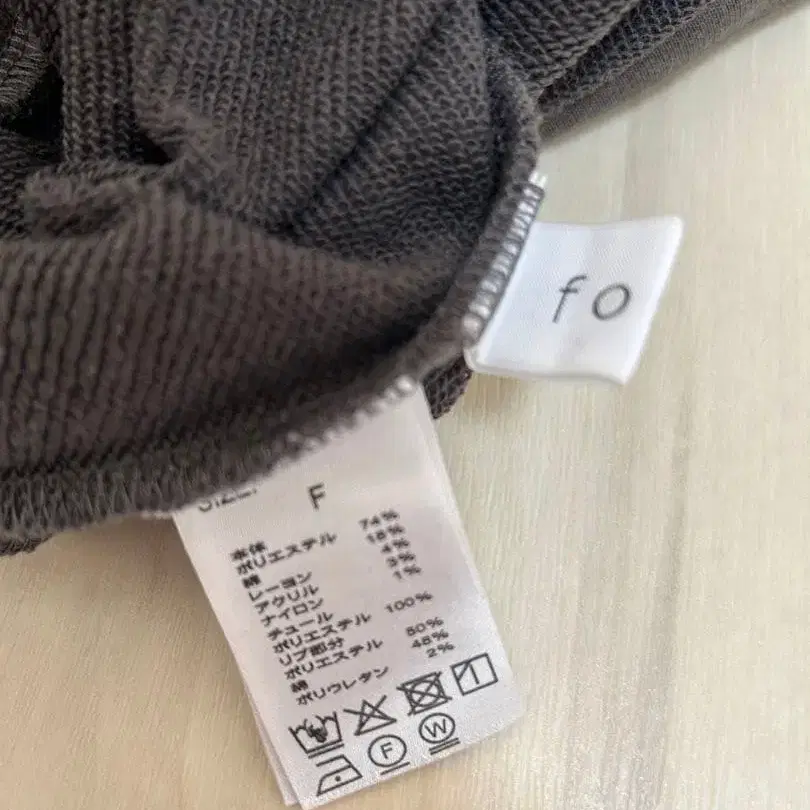 fo
SIZE: F
本体
ポリエステル 74%
綿 18%
レーヨン 4%
アクリル 3%
ナイロン 1%
チュール
ポリエステル 100%
リブ部分
ポリエステル 50%
綿 48%
ポリウレタン 2%
F W